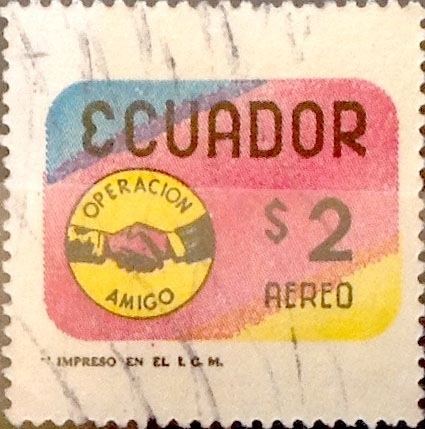 ECUADOR
OPERACION
AMIGO
$ 2
AEREO
IMPRESO EN EL I. G. M.